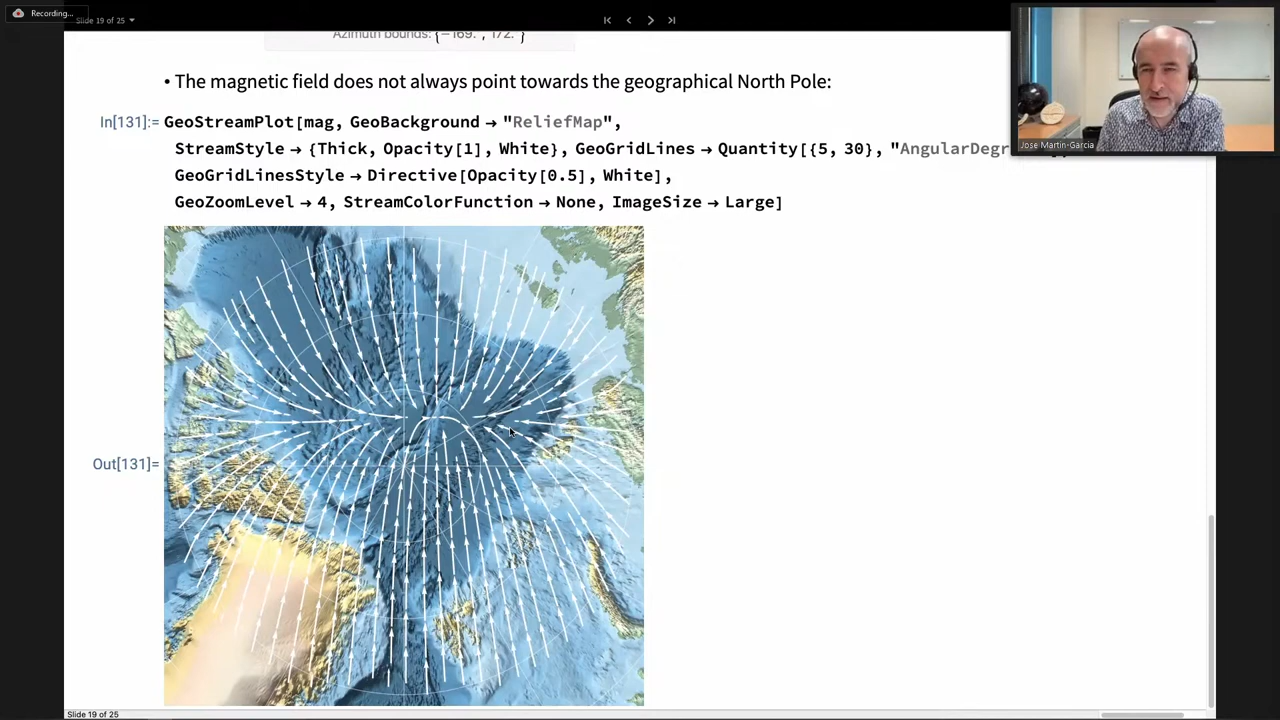 Recording...
Slide 19 of 25
Azimuth bounds: {-169.°, 172.°}
• The magnetic field does not always point towards the geographical North Pole:
In[131]:= GeoStreamPlot[mag, GeoBackground → "ReliefMap",
StreamStyle → {Thick, Opacity[1], White}, GeoGridLines → Quantity[{5, 30}, "AngularDegr
GeoGridLinesStyle → Directive[Opacity[0.5], White],
GeoZoomLevel → 4, StreamColorFunction → None, ImageSize → Large]
Out[131]=
Jose Martin-Garcia
Slide 19 of 25